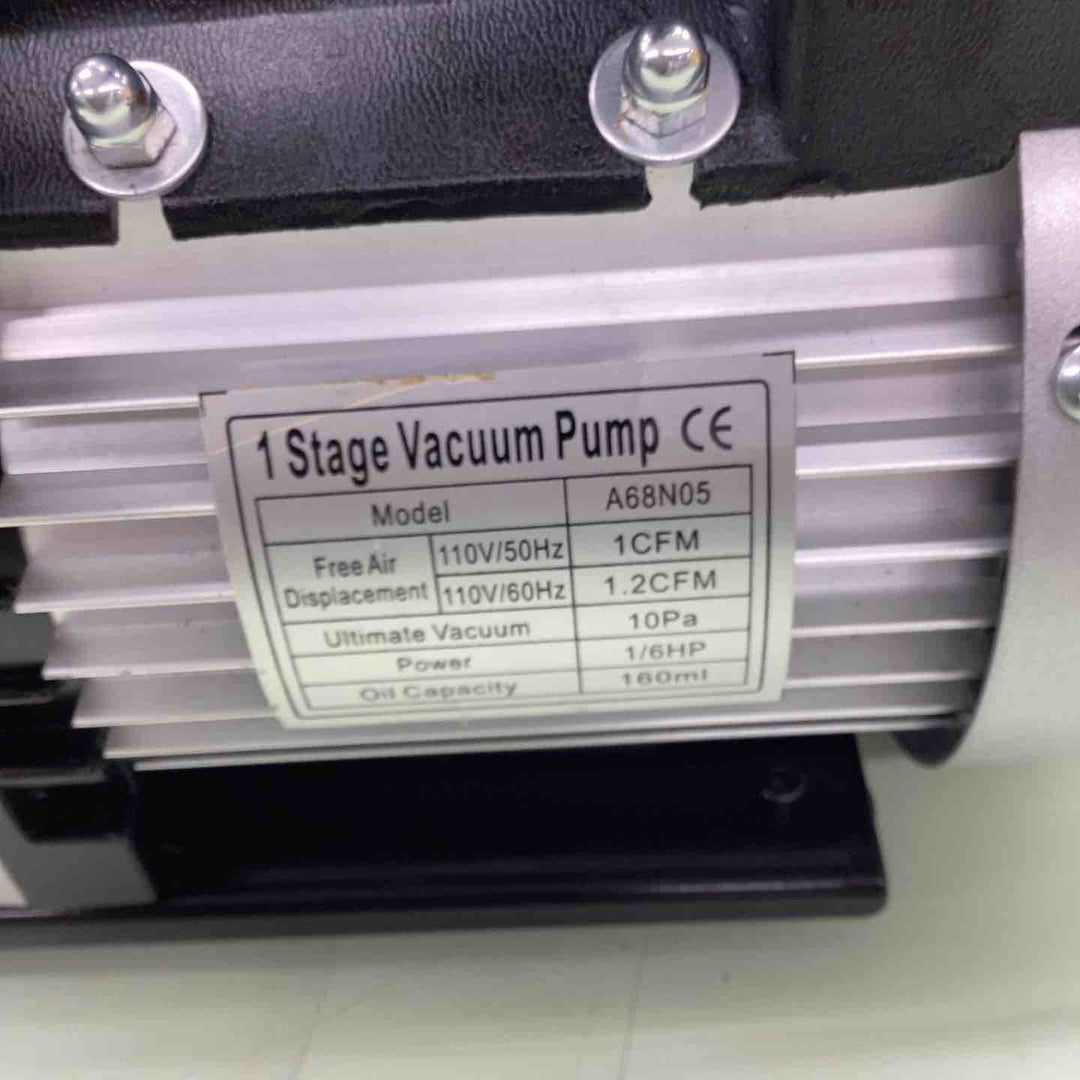 1 Stage Vacuum Pump CE
Model A68N05
Free Air Displacement 110V/50Hz 1CFM
110V/60Hz 1.2CFM
Ultimate Vacuum 10Pa
Power 1/6HP
Oil Capacity 160ml